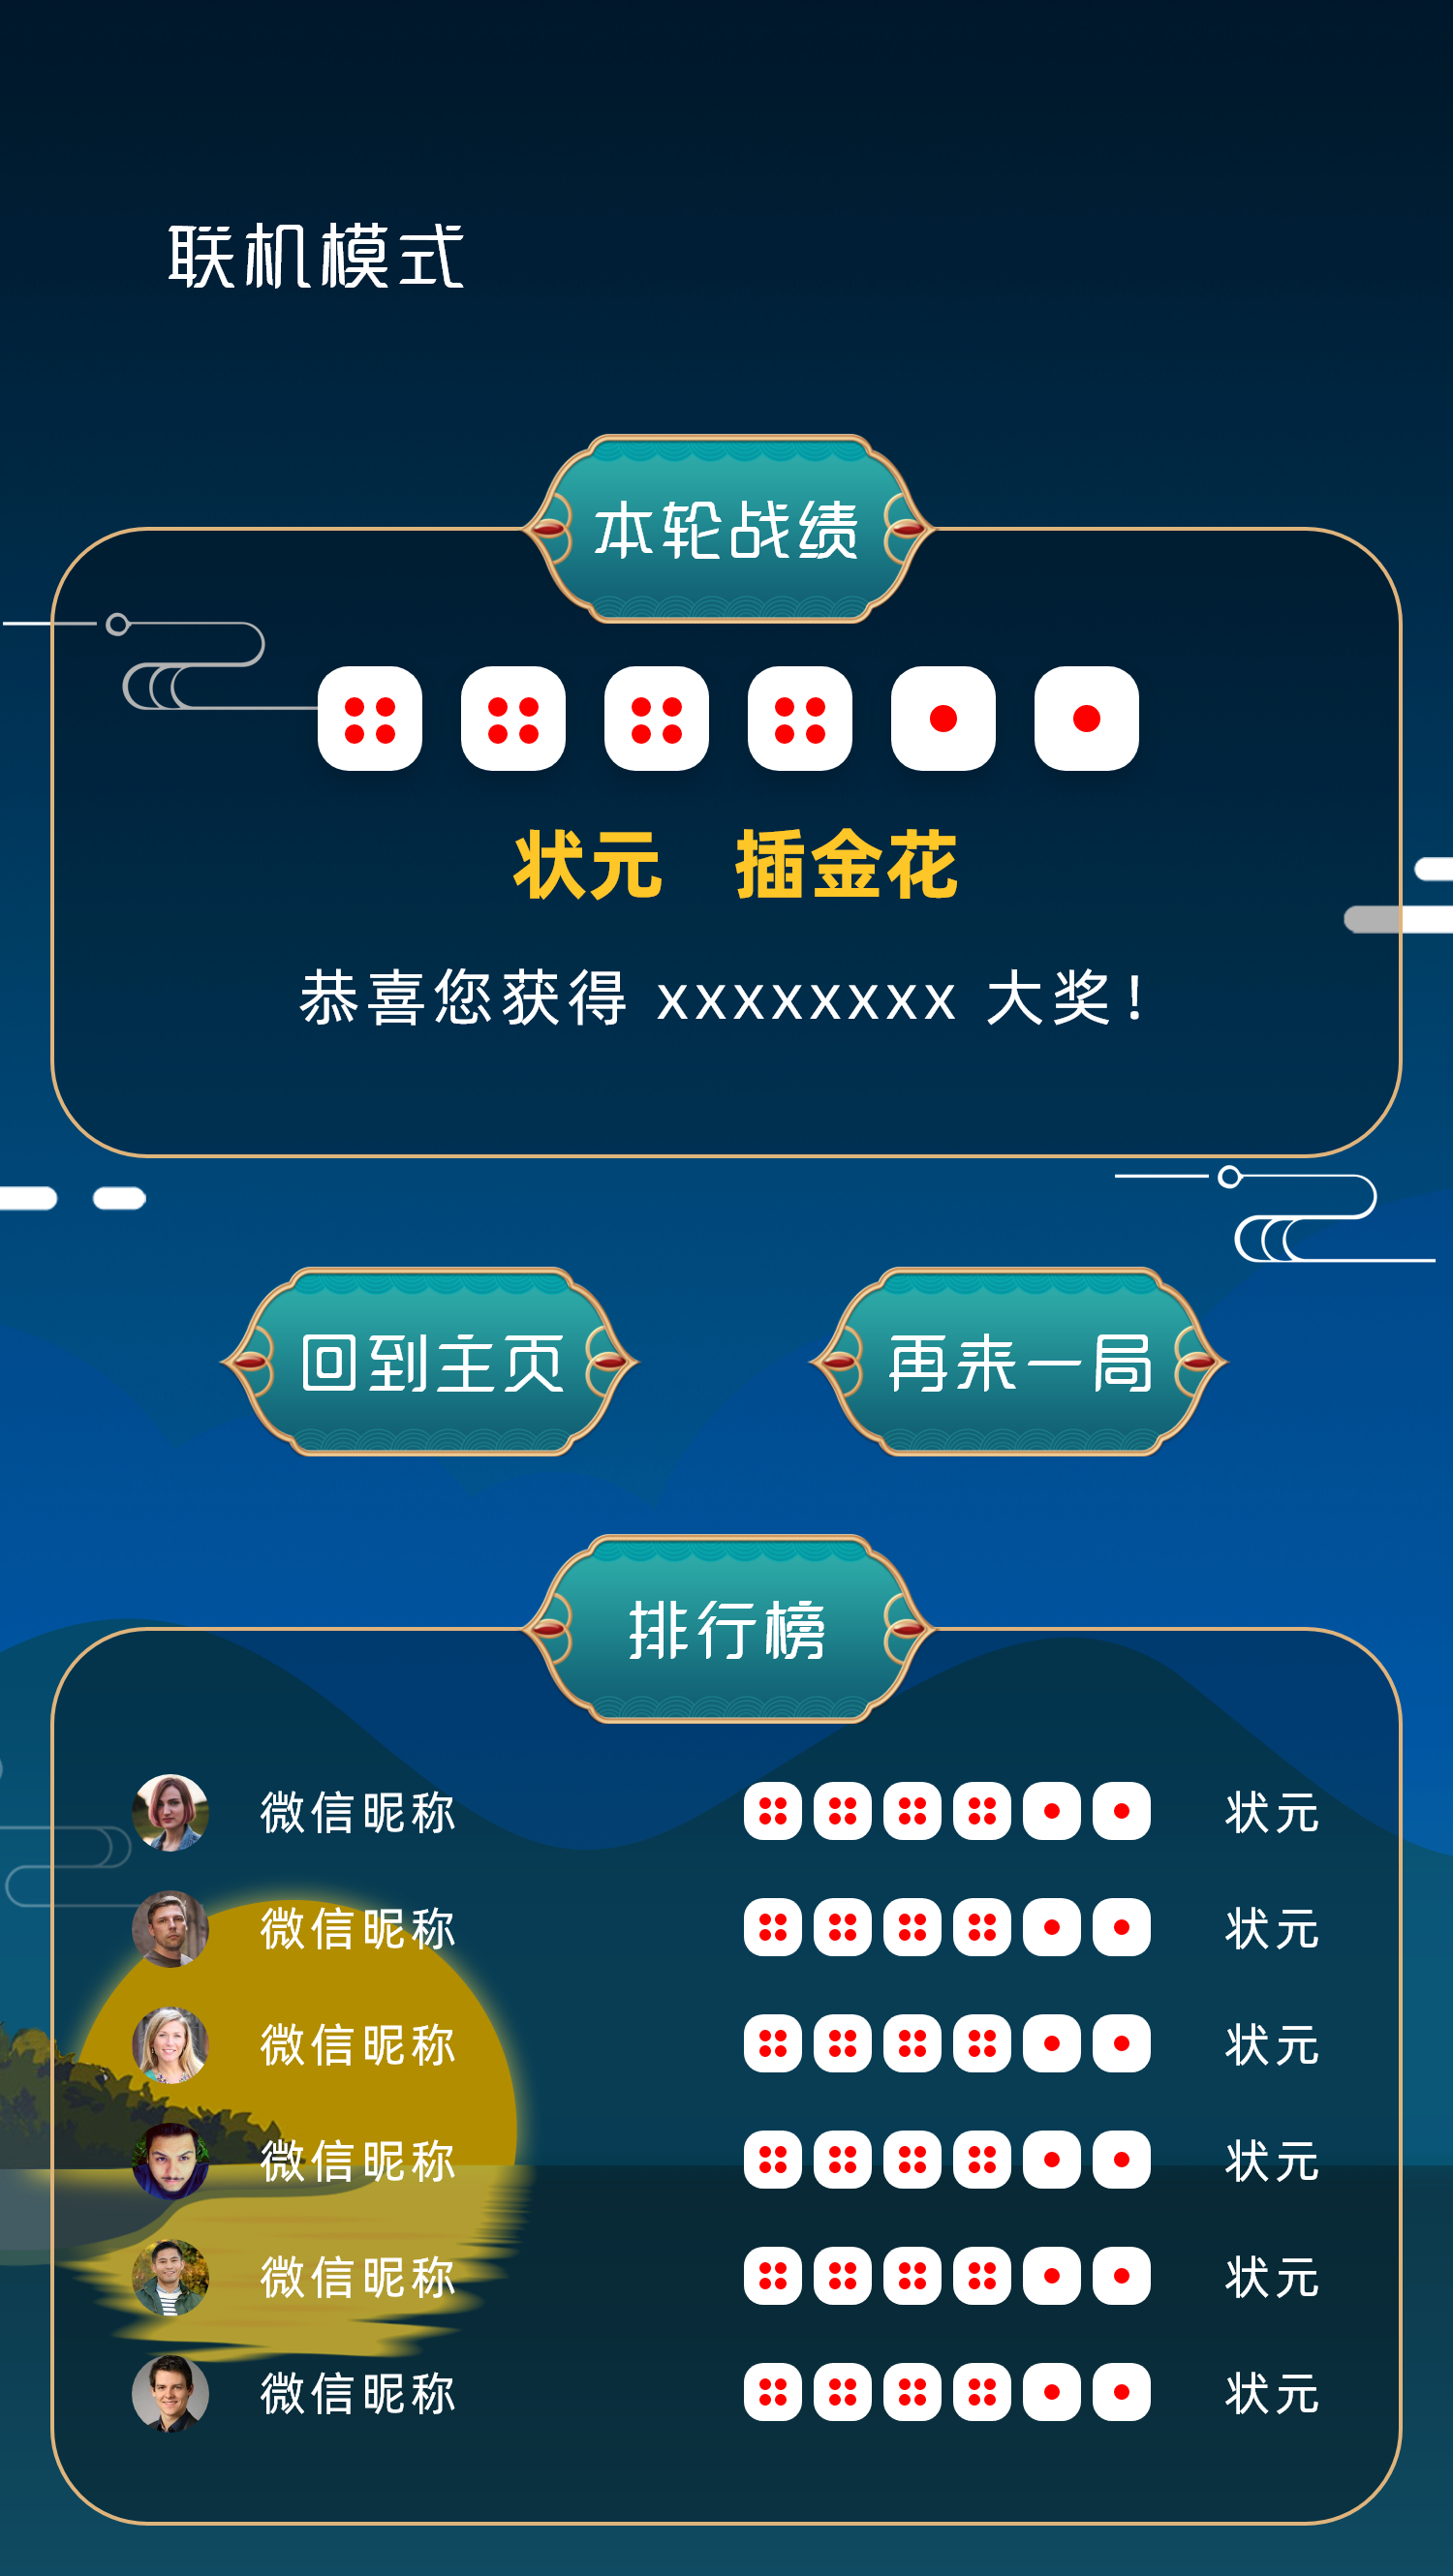 联机模式
本轮战绩
状元 插金花
恭喜您获得 xxxxxxxx 大奖！
回到主页 再来一局
排行榜
微信昵称 状元
微信昵称 状元
微信昵称 状元
微信昵称 状元
微信昵称 状元
微信昵称 状元